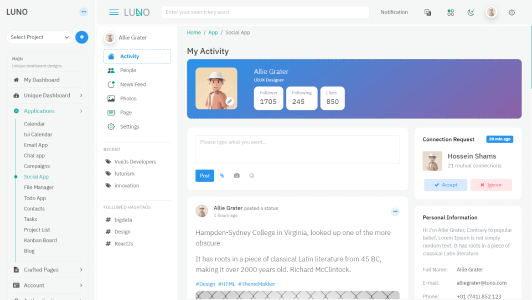 LUNO
Select Project
MAIN
Unique dashboard designs
My Dashboard
Unique Dashboard
Applications
Calendar
tui Calendar
Email App
Chat app
Campaigns
Social App
File Manager
Todo App
Contacts
Tasks
Project List
Kanban Board
Blog
Crafted Pages
Account
LUNO
Enter your search key word
Notification
Allie Grater
Activity
People
News Feed
Photos
Page
Settings
RECENT
VueJs Developers
futurism
innovation
FOLLOWED HASHTAGS
bigdata
Design
ReactJs
Home / App / Social App
My Activity
Allie Grater
UI/UX Designer
Follower
1705
Following
245
Likes
850
Please type what you want...
Post
Allie Grater posted a status
3 hours ago
Hampden-Sydney College in Virginia, looked up one of the more
obscure
It has roots in a piece of classical Latin literature from 45 BC,
making it over 2000 years old. Richard McClintock.
#Design #HTML #ThemeMakker
Connection Request
20 min ago
Hossein Shams
21 mutual connections
Accept
Ignore
Personal Information
Hi I'm Allie Grater, Contrary to popular
belief, Lorem Ipsum is not simply
random text. It has roots in a piece of
classical Latin literature.
Full Name:
Allie Grater
E-mail:
alliegrater@luno.com
Phone:
+01 (741) 852 123